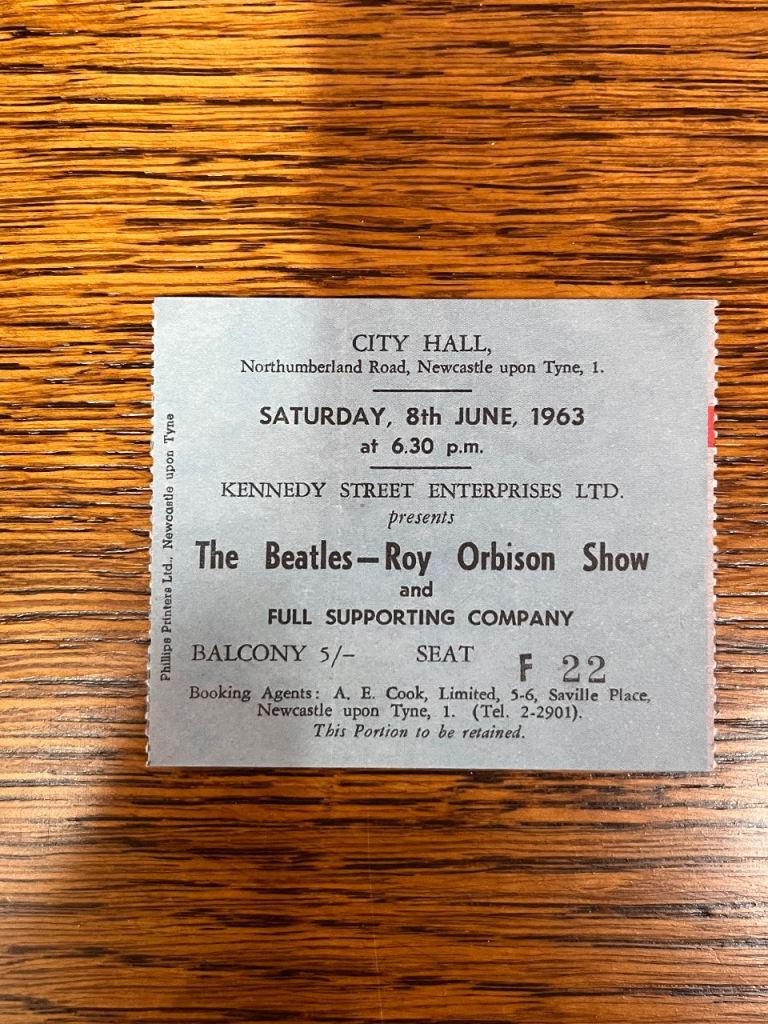 CITY HALL,
Northumberland Road, Newcastle upon Tyne, 1.
SATURDAY, 8th JUNE, 1963
at 6.30 p.m.
KENNEDY STREET ENTERPRISES LTD.
presents
The Beatles—Roy Orbison Show
and
FULL SUPPORTING COMPANY
BALCONY 5/– SEAT F 22
Booking Agents: A. E. Cook, Limited, 5-6, Saville Place,
Newcastle upon Tyne, 1. (Tel. 2-2901).
This Portion to be retained.
Phillips Printers Ltd., Newcastle upon Tyne